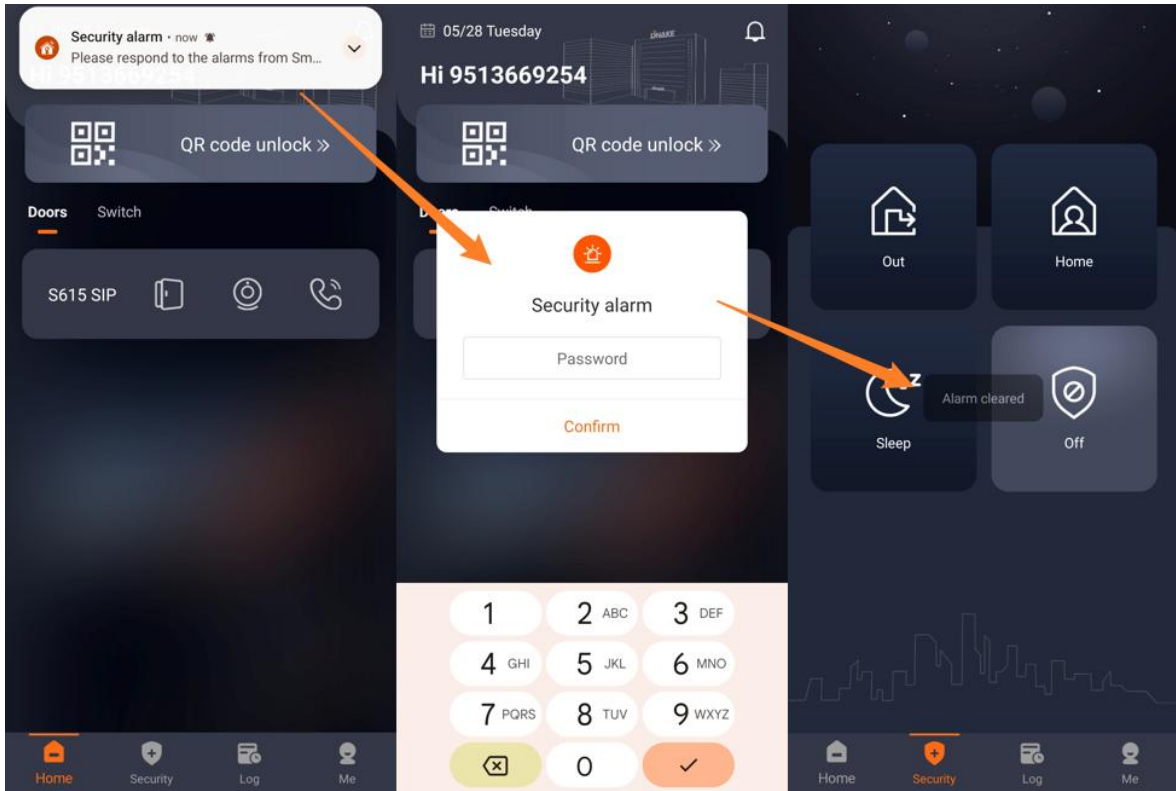 Security alarm · now
Please respond to the alarms from Sm...
QR code unlock »
Doors Switch
S615 SIP
Home Security Log Me
05/28 Tuesday
DNAKE
Hi 9513669254
QR code unlock »
Security alarm
Password
Confirm
1 2 ABC 3 DEF
4 GHI 5 JKL 6 MNO
7 PQRS 8 TUV 9 WXYZ
0
Out Home
Sleep Off
Alarm cleared
Home Security Log Me